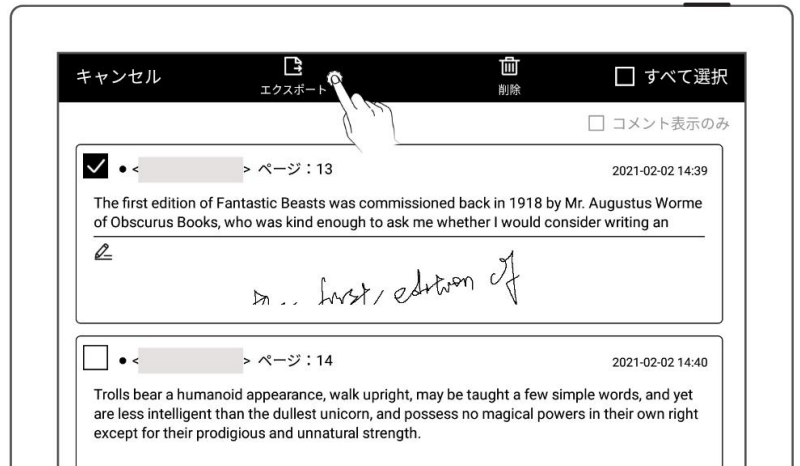 キャンセル
エクスポート
削除
すべて選択
コメント表示のみ
● < > ページ：13
2021-02-02 14:39
The first edition of Fantastic Beasts was commissioned back in 1918 by Mr. Augustus Worme
of Obscurus Books, who was kind enough to ask me whether I would consider writing an
first, edition of
● < > ページ：14
2021-02-02 14:40
Trolls bear a humanoid appearance, walk upright, may be taught a few simple words, and yet
are less intelligent than the dullest unicorn, and possess no magical powers in their own right
except for their prodigious and unnatural strength.